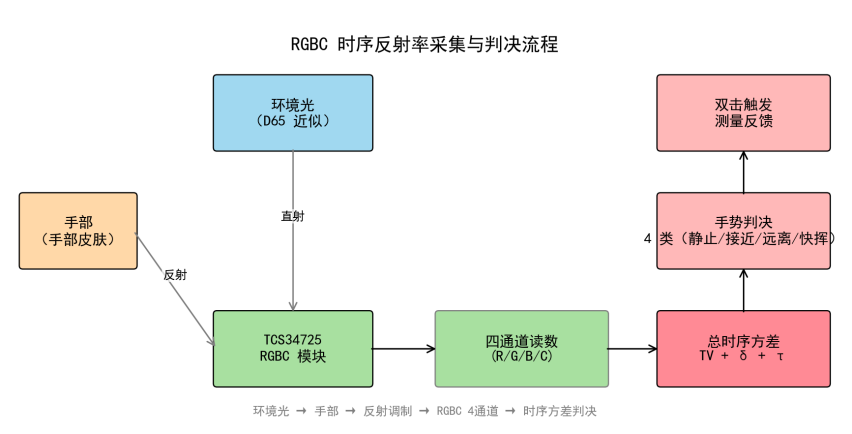 RGBC 时序反射率采集与判决流程
环境光
（D65 近似）
双击触发
测量反馈
直射
手部
（手部皮肤）
手势判决
4 类（静止/接近/远离/快挥）
反射
TCS34725
RGBC 模块
四通道读数
(R/G/B/C)
总时序方差
TV + δ + τ
环境光 → 手部 → 反射调制 → RGBC 4通道 → 时序方差判决